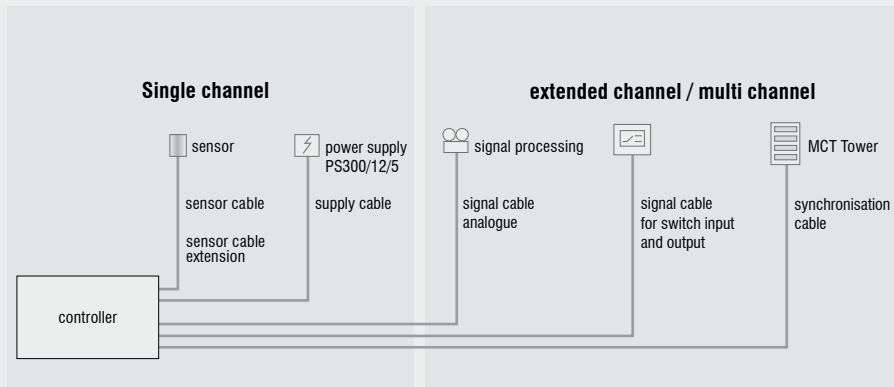 Single channel
extended channel / multi channel
sensor
power supply
PS300/12/5
signal processing
MCT Tower
sensor cable
supply cable
signal cable
analogue
signal cable
for switch input
and output
synchronisation
cable
sensor cable
extension
controller